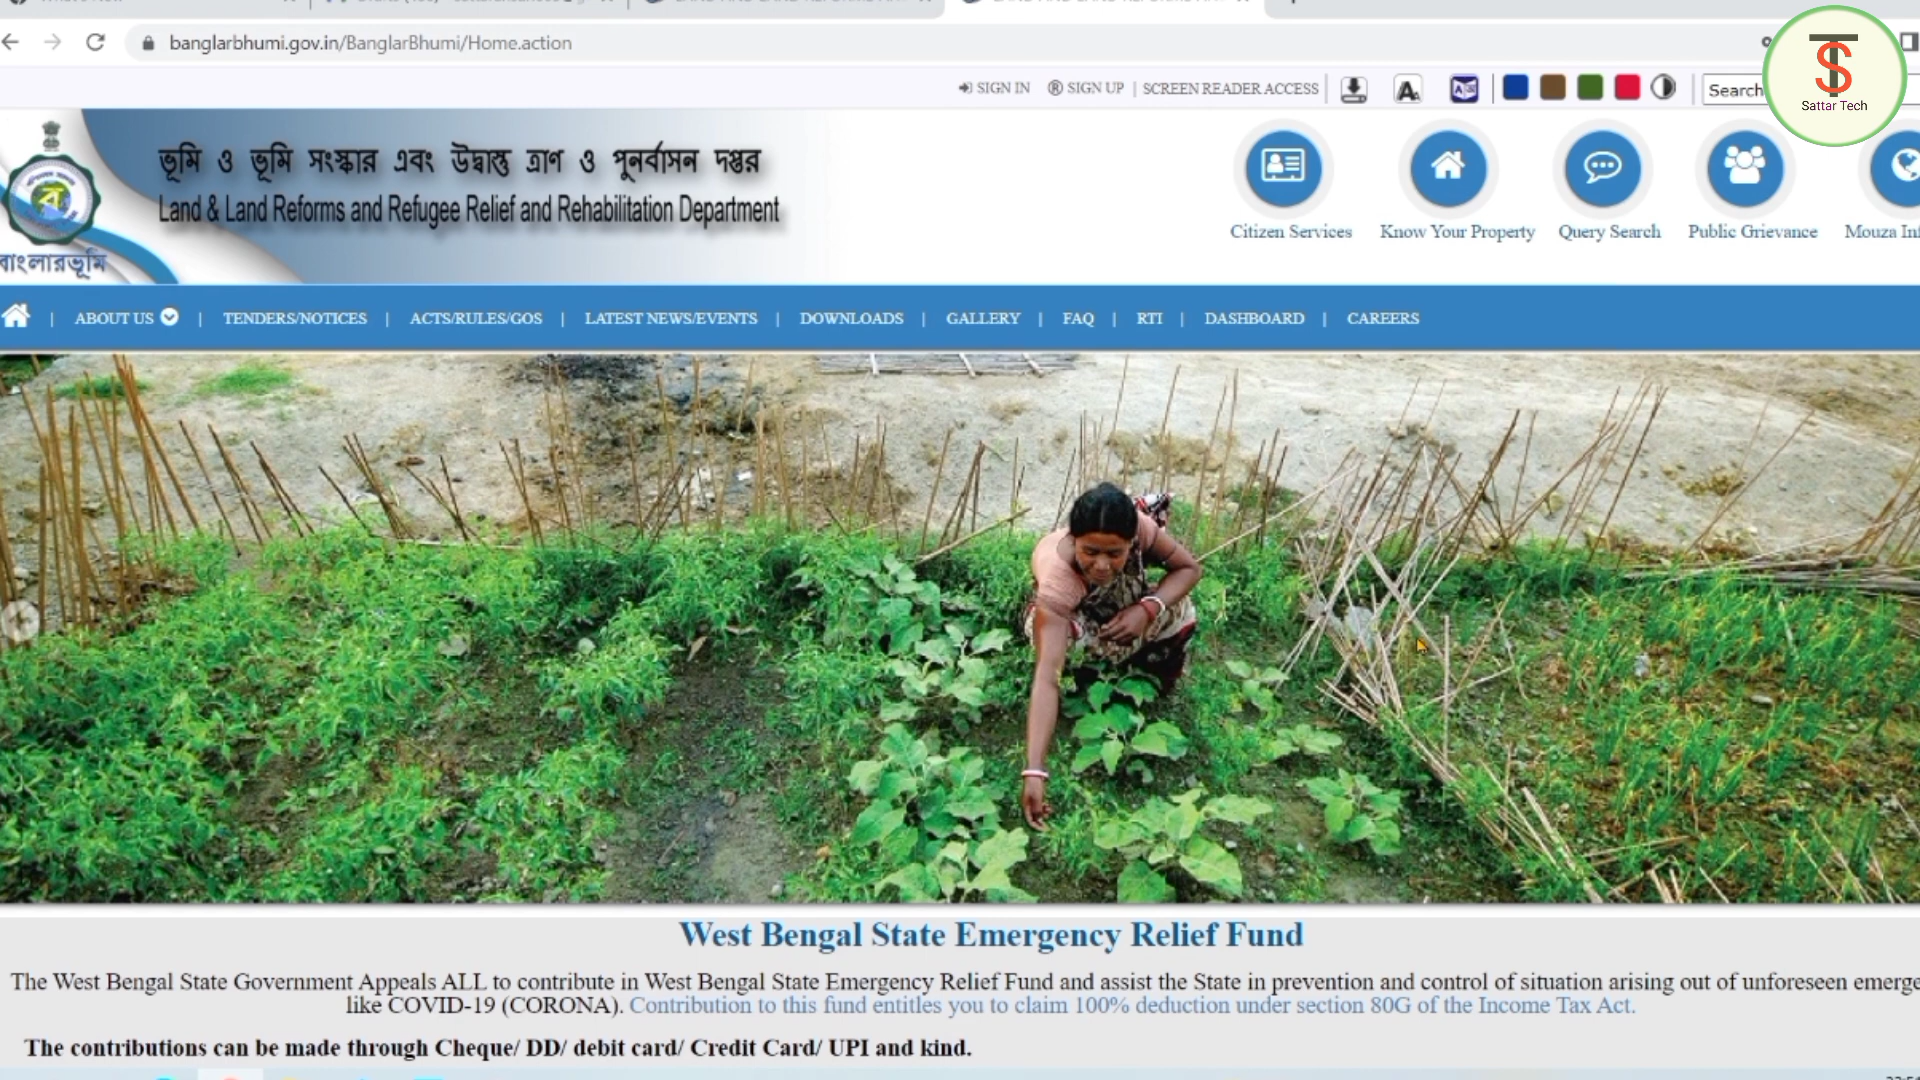 banglarbhumi.gov.in/BanglarBhumi/Home.action
SIGN IN ® SIGN UP | SCREEN READER ACCESS
Search
Sattar Tech
ভূমি ও ভূমি সংস্কার এবং উদ্বাস্তু ত্রাণ ও পুনর্বাসন দপ্তর
Land & Land Reforms and Refugee Relief and Rehabilitation Department
বাংলারভূমি
Citizen Services
Know Your Property
Query Search
Public Grievance
Mouza
ABOUT US | TENDERS/NOTICES | ACTS/RULES/GOS | LATEST NEWS/EVENTS | DOWNLOADS | GALLERY | FAQ | RTI | DASHBOARD | CAREERS
West Bengal State Emergency Relief Fund
The West Bengal State Government Appeals ALL to contribute in West Bengal State Emergency Relief Fund and assist the State in prevention and control of situation arising out of unforeseen
like COVID-19 (CORONA). Contribution to this fund entitles you to claim 100% deduction under section 80G of the Income Tax Act.
The contributions can be made through Cheque/ DD/ debit card/ Credit Card/ UPI and kind.